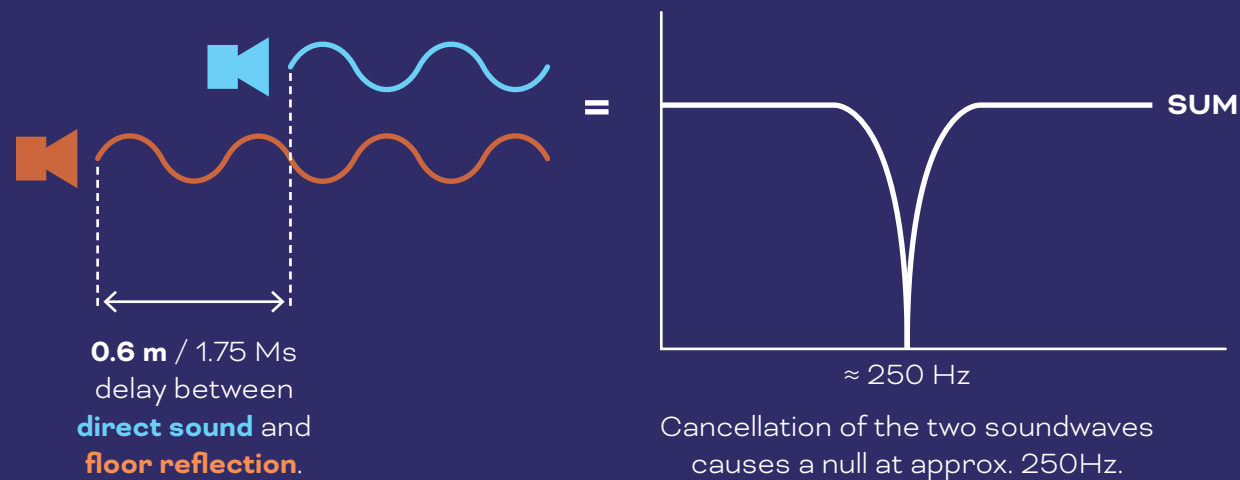 =
SUM
0.6 m / 1.75 Ms
delay between
direct sound and
floor reflection.
≈ 250 Hz
Cancellation of the two soundwaves
causes a null at approx. 250Hz.